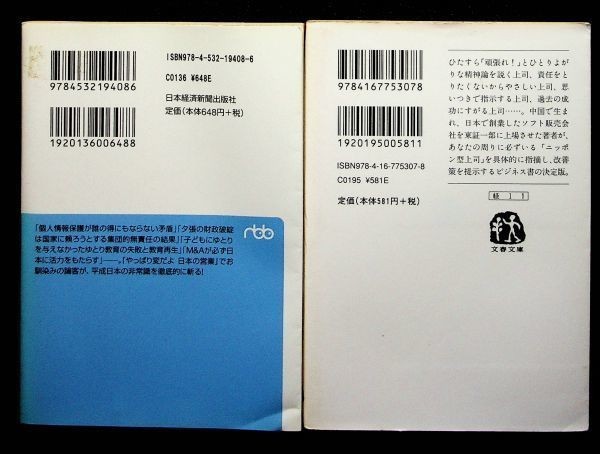 ISBN978-4-532-19408-6
9784532194086
C0136 ¥648E
日本経済新聞出版社
定価(本体648円+税)
1920136006488
nbb
「個人情報保護が誰の得にもならない矛盾」「夕張の財政破綻
は国家に頼ろうとする集団的無責任の結果」「子どもにゆとり
を与えなかったゆとり教育の失敗と教育再生」「M&Aが必ず日
本に活力をもたらす」――。「やっぱり変だよ 日本の営業」でお
馴染みの論客が、平成日本の非常識を徹底的に斬る!
9784167753078
1920195005811
ISBN978-4-16-775307-8
C0195 ¥581E
定価(本体581円+税)
ひたすら「頑張れ!」とひとりよが
りな精神論を説く上司、責任をと
りたくないからやさしい上司、思
いつきで指示する上司、過去の成
功にすがる上司……。中国で生ま
れ、日本で創業したソフト販売会
社を東証一部に上場させた著者が、
あなたの周りに必ずいる「ニッポ
ン型上司」を具体的に指摘し、改善
策を提示するビジネス書の決定版。
経 1 1
文春文庫